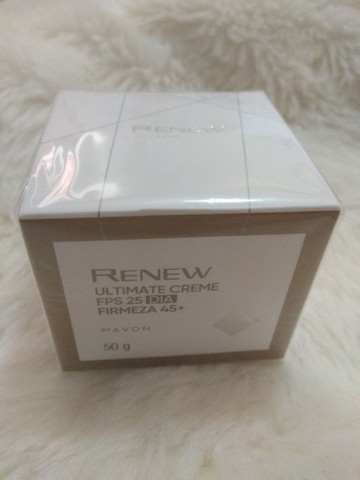 RENEW
RENEW
ULTIMATE CREME
FPS 25 DIA
FIRMEZA 45+
AVON
50 g